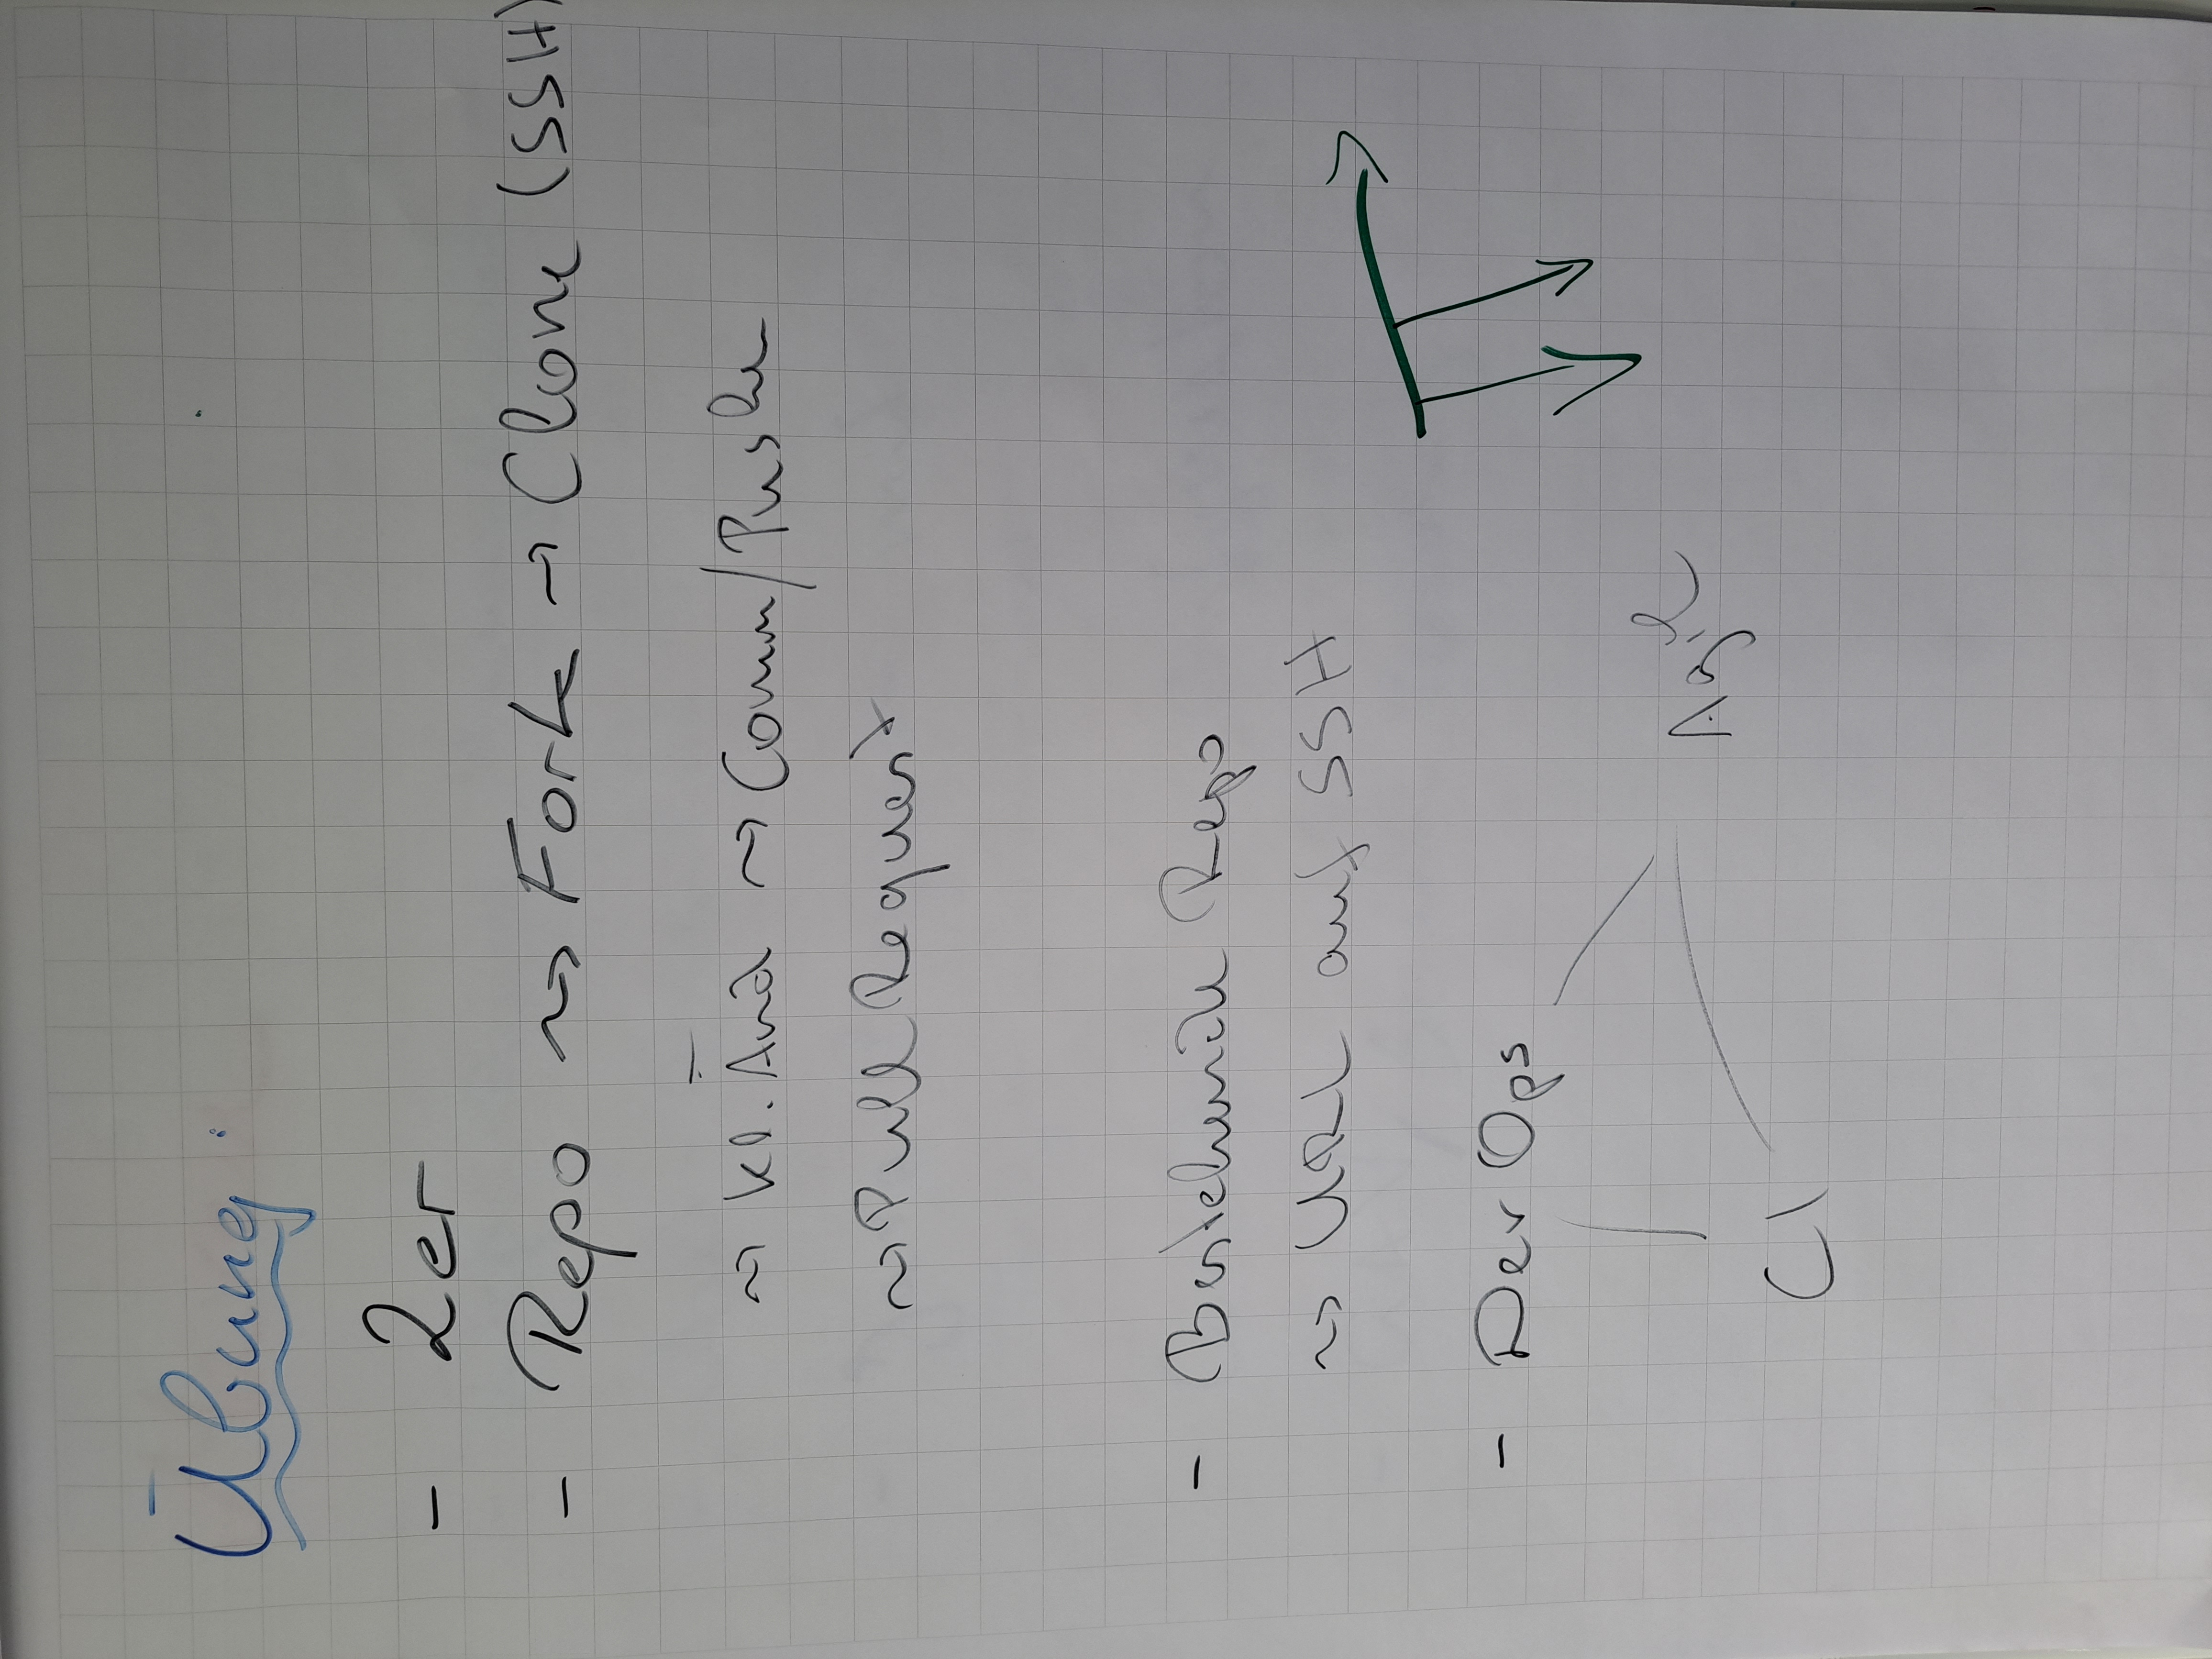 Übung:
- 2er
- Repo ⇝ Fork → Clone (SSH)
⇝ kl. Änd ⇝ Comm/Pushen
⇝ Pull Request
- Bestehende Repo
⇝ URL auf SSH
- Dev Ops
Agil
CI